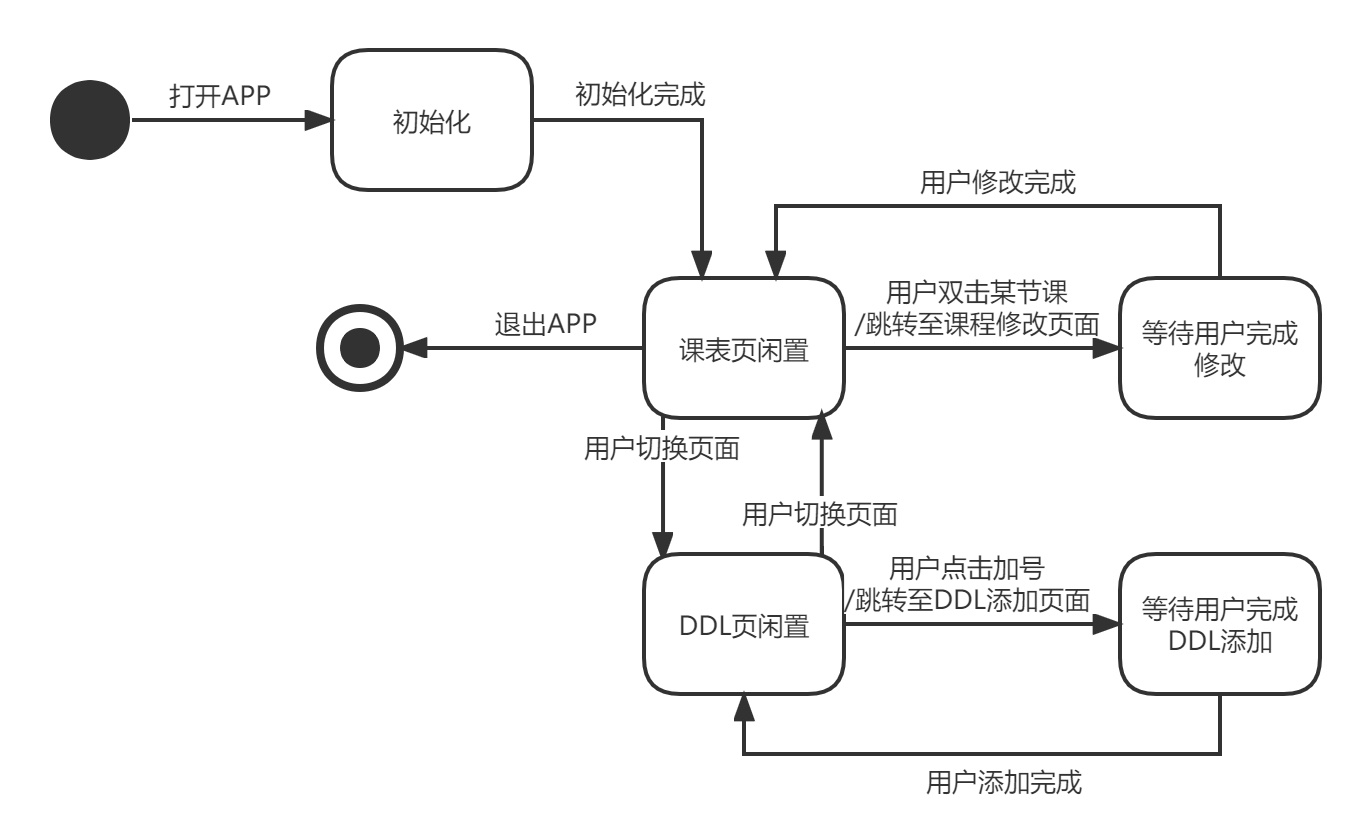 打开APP
初始化
初始化完成
用户修改完成
退出APP
课表页闲置
用户双击某节课
/跳转至课程修改页面
等待用户完成
修改
用户切换页面
用户切换页面
DDL页闲置
用户点击加号
/跳转至DDL添加页面
等待用户完成
DDL添加
用户添加完成